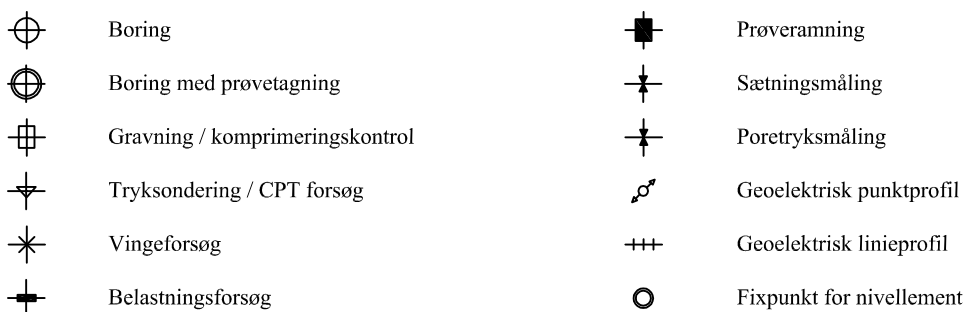 Boring
Boring med prøvetagning
Gravning / komprimeringskontrol
Tryksondering / CPT forsøg
Vingeforsøg
Belastningsforsøg
Prøveramning
Sætningsmåling
Poretryksmåling
Geoelektrisk punktprofil
Geoelektrisk linieprofil
Fixpunkt for nivellement